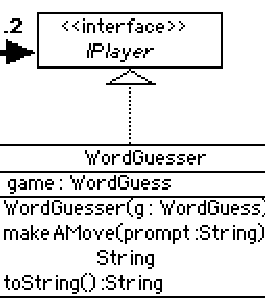 .2
<<interface>>
IPlayer
WordGuesser
game : WordGuess
WordGuesser(g : WordGuess)
makeAMove(prompt :String)
String
toString() :String